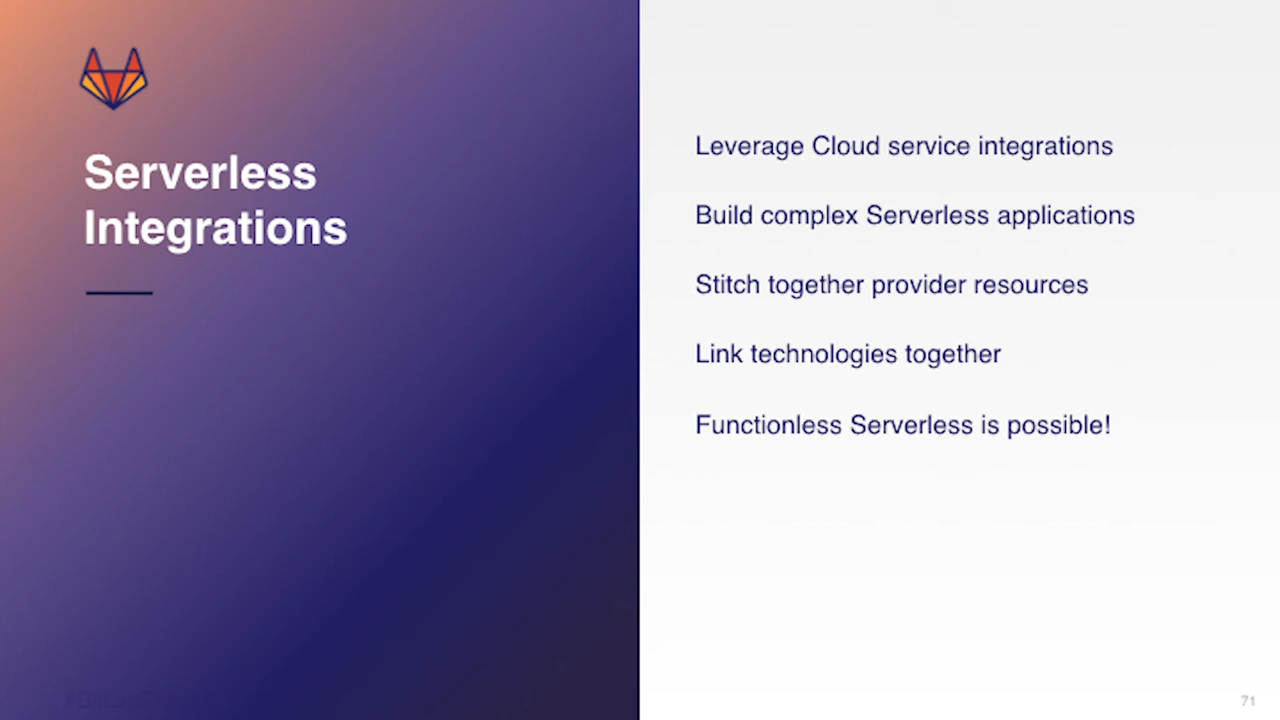 Serverless
Integrations
Leverage Cloud service integrations
Build complex Serverless applications
Stitch together provider resources
Link technologies together
Functionless Serverless is possible!
71